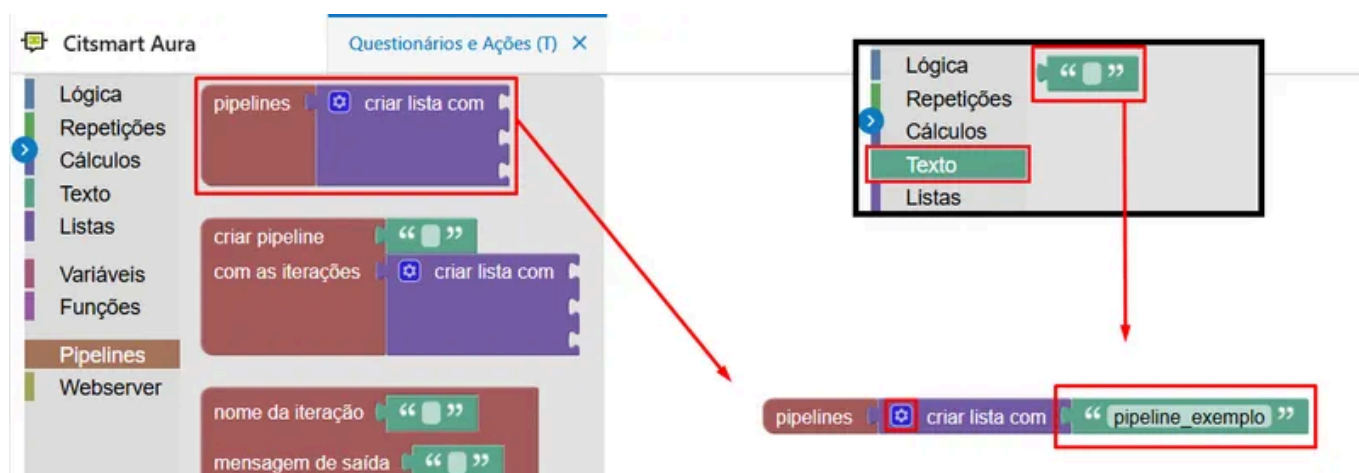 Citsmart Aura
Questionários e Ações (T) ×
Lógica
Repetições
Cálculos
Texto
Listas
Variáveis
Funções
Pipelines
Webserver
pipelines criar lista com
criar pipeline “ ”
com as iterações criar lista com
nome da iteração “ ”
mensagem de saída “ ”
Lógica
Repetições
Cálculos
Texto
Listas
“ ”
pipelines criar lista com “ pipeline_exemplo ”